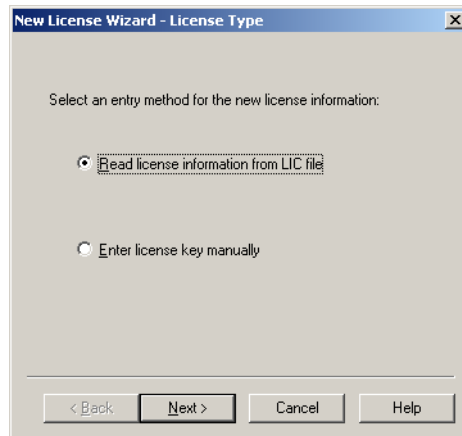 New License Wizard - License Type
Select an entry method for the new license information:
Read license information from LIC file
Enter license key manually
< Back Next > Cancel Help